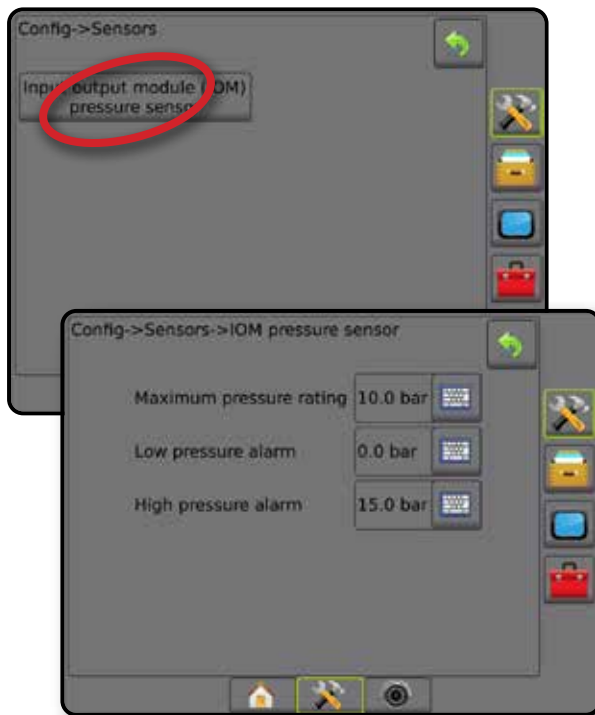 Config->Sensors
Input output module (IOM)
pressure sensor
Config->Sensors->IOM pressure sensor
Maximum pressure rating 10.0 bar
Low pressure alarm 0.0 bar
High pressure alarm 15.0 bar